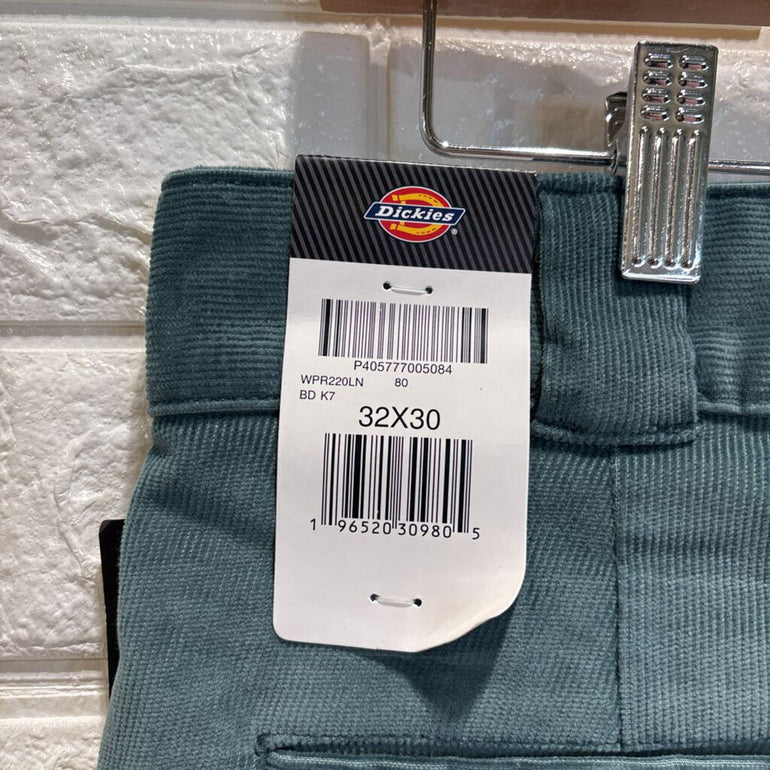 Dickies®
P405777005084
WPR220LN 80
BD K7
32X30
1 96520 30980 5